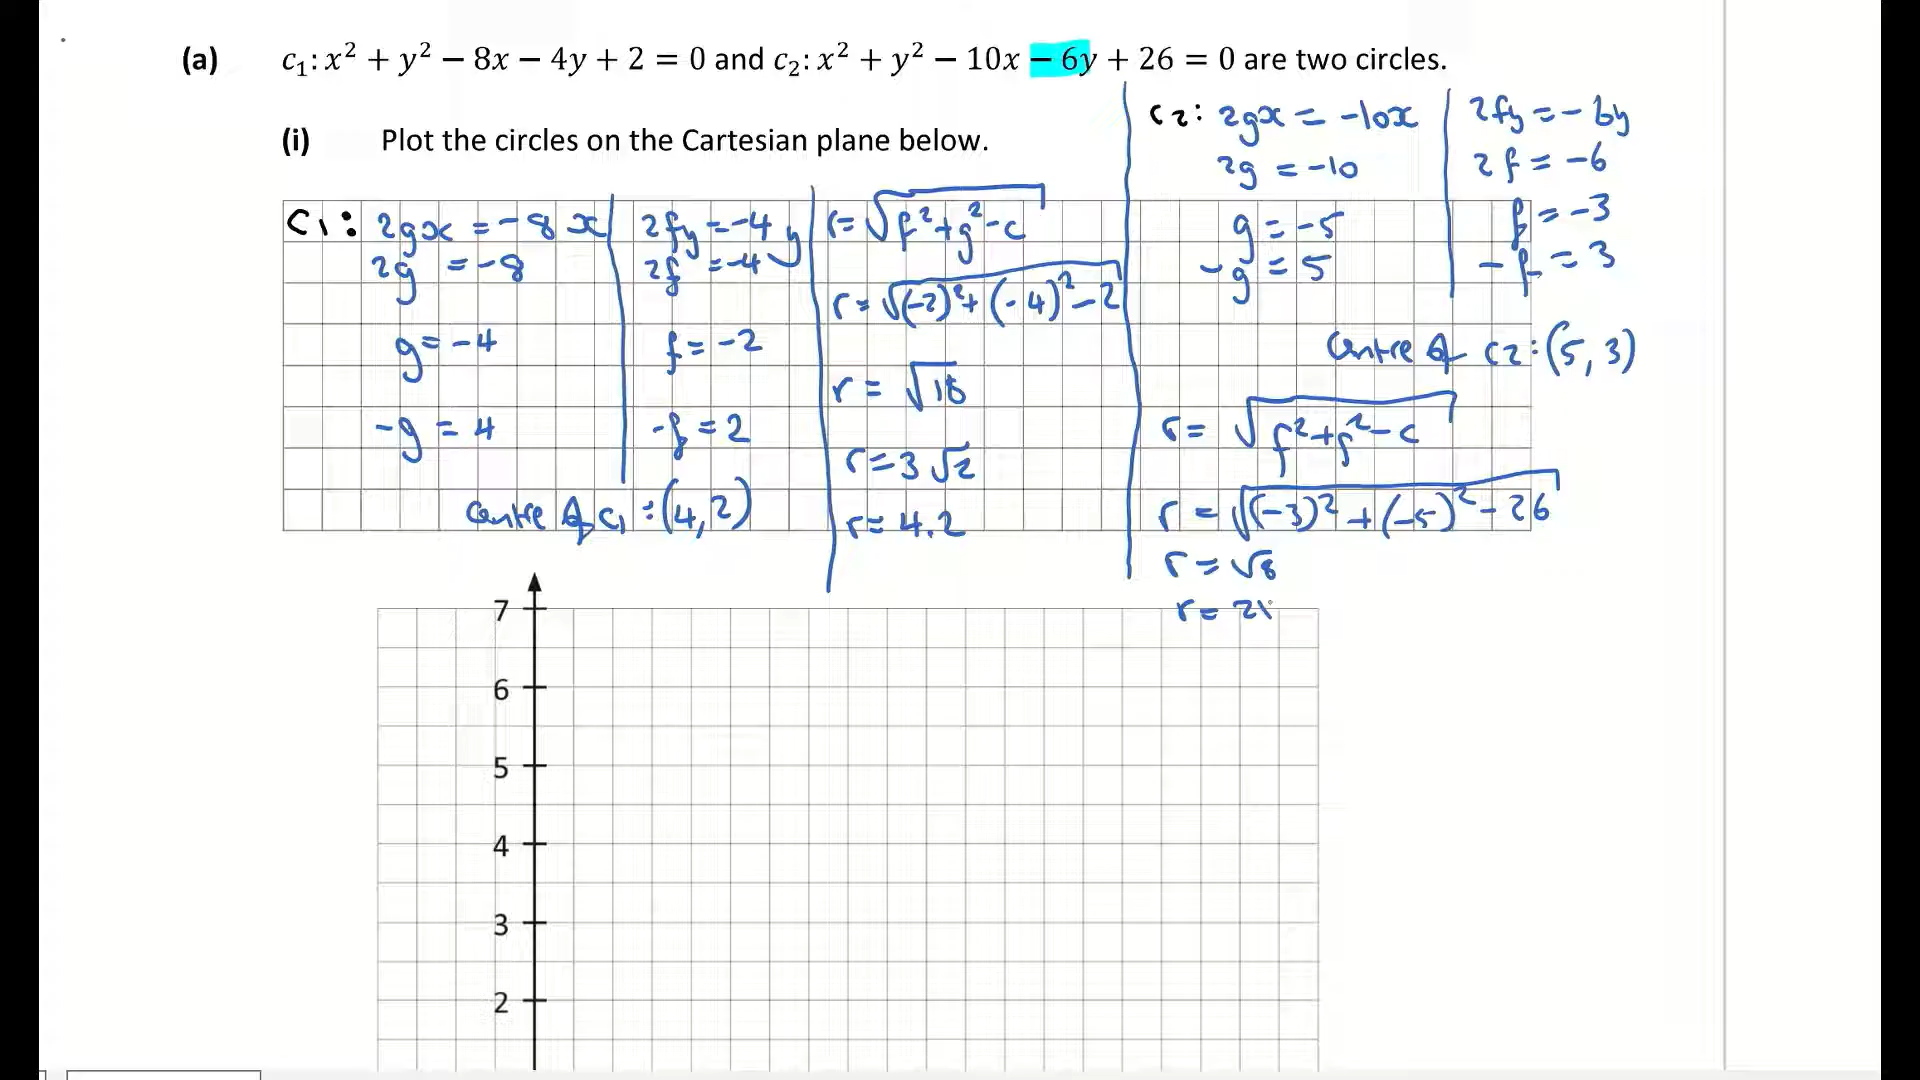 (a) c₁: x² + y² − 8x − 4y + 2 = 0 and c₂: x² + y² − 10x − 6y + 26 = 0 are two circles.
(i) Plot the circles on the Cartesian plane below.
C₁: 2gx = -8x
2g = -8
g = -4
-g = 4
2fy = -4y
2f = -4
f = -2
-f = 2
Centre of C₁ : (4,2)
r = √f²+g²-c
r = √(-2)²+(-4)²-2
r = √18
r = 3√2
r = 4.2
C₂: 2gx = -10x
2g = -10
g = -5
-g = 5
2fy = -6y
2f = -6
f = -3
-f = 3
Centre of C2 : (5,3)
r = √f²+g²-c
r = √(-3)²+(-5)²-26
r = √8
r = 2
7
6
5
4
3
2